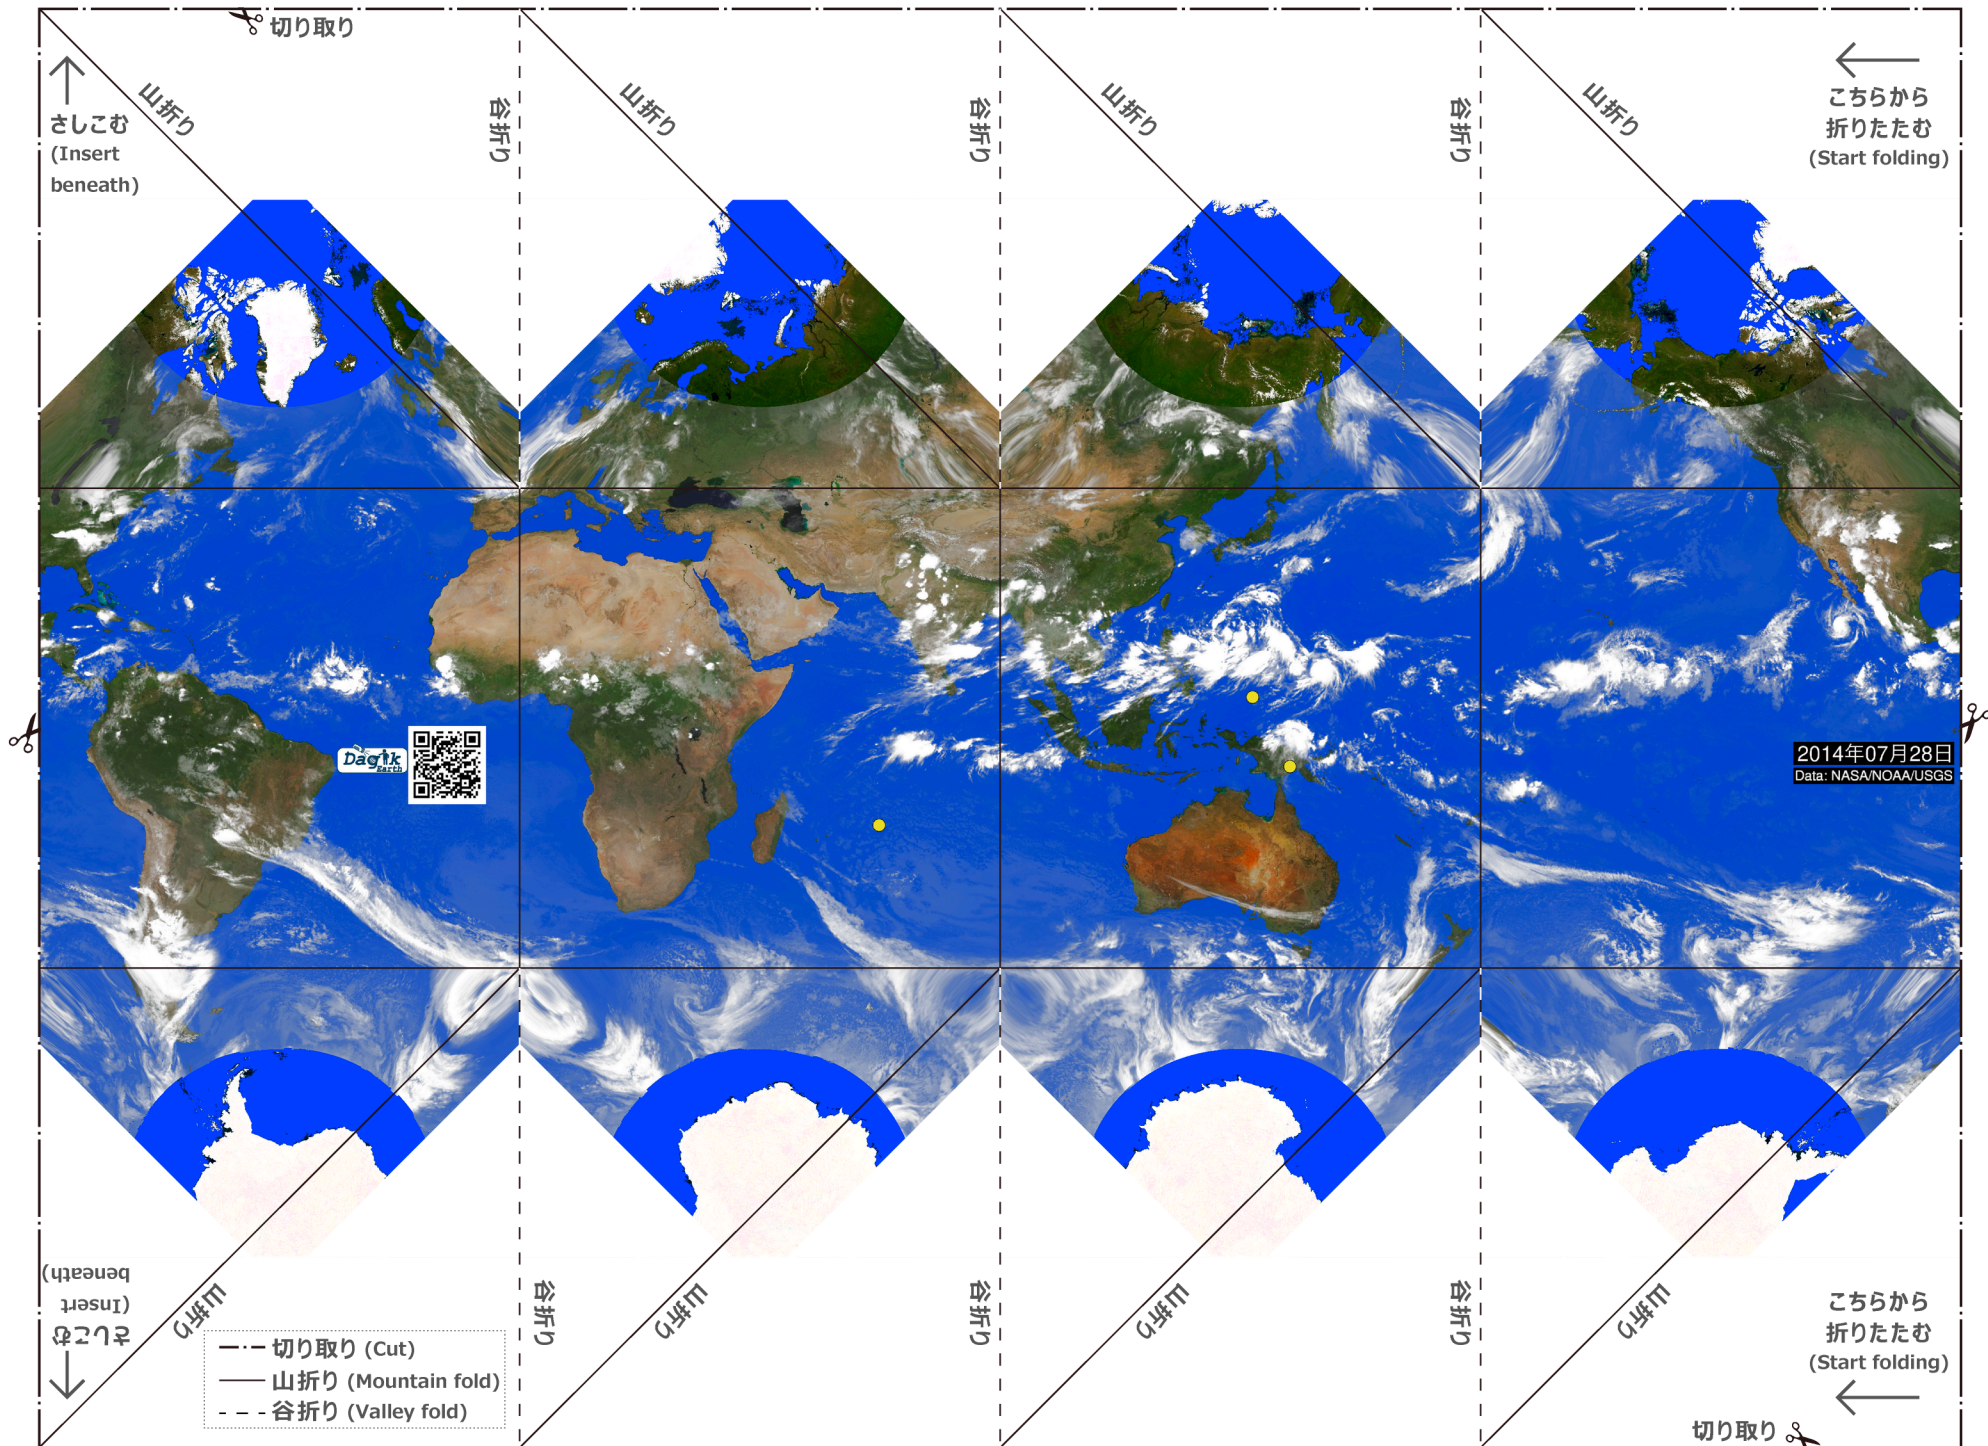 切り取り
さしこむ
(Insert
beneath)
山折り
谷折り
山折り
谷折り
山折り
谷折り
山折り
こちらから
折りたたむ
(Start folding)
Dagik
Earth
2014年07月28日
Data: NASA/NOAA/USGS
さしこむ
(Insert
beneath)
山折り
谷折り
山折り
谷折り
山折り
谷折り
山折り
こちらから
折りたたむ
(Start folding)
切り取り (Cut)
山折り (Mountain fold)
谷折り (Valley fold)
切り取り